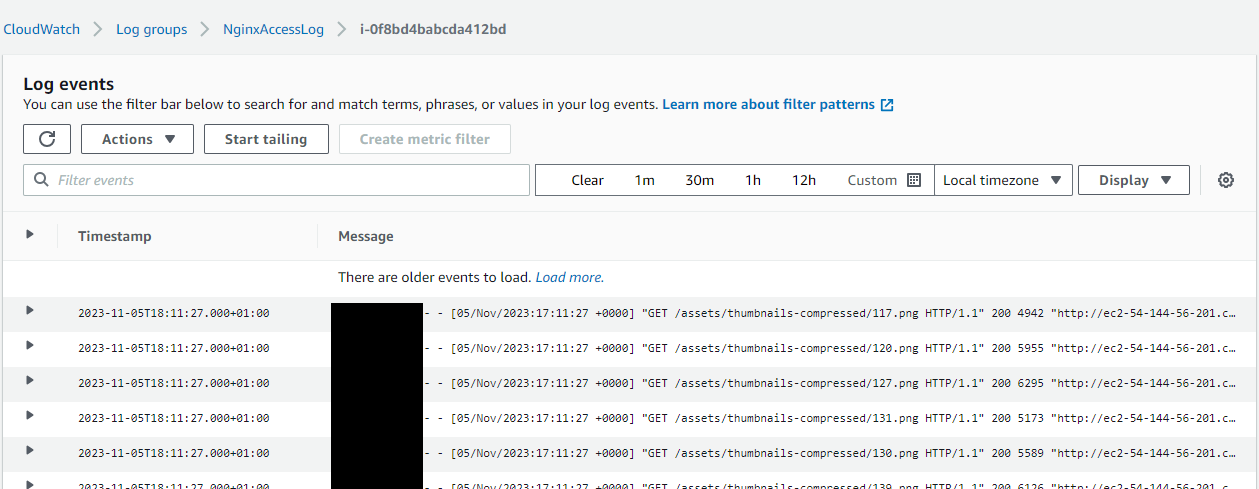 CloudWatch > Log groups > NginxAccessLog > i-0f8bd4babcda412bd
Log events
You can use the filter bar below to search for and match terms, phrases, or values in your log events. Learn more about filter patterns
Actions Start tailing Create metric filter
Filter events Clear 1m 30m 1h 12h Custom Local timezone Display
Timestamp Message
There are older events to load. Load more.
2023-11-05T18:11:27.000+01:00 - - [05/Nov/2023:17:11:27 +0000] "GET /assets/thumbnails-compressed/117.png HTTP/1.1" 200 4942 "http://ec2-54-144-56-201.c…
2023-11-05T18:11:27.000+01:00 - - [05/Nov/2023:17:11:27 +0000] "GET /assets/thumbnails-compressed/120.png HTTP/1.1" 200 5955 "http://ec2-54-144-56-201.c…
2023-11-05T18:11:27.000+01:00 - - [05/Nov/2023:17:11:27 +0000] "GET /assets/thumbnails-compressed/127.png HTTP/1.1" 200 6295 "http://ec2-54-144-56-201.c…
2023-11-05T18:11:27.000+01:00 - - [05/Nov/2023:17:11:27 +0000] "GET /assets/thumbnails-compressed/131.png HTTP/1.1" 200 5173 "http://ec2-54-144-56-201.c…
2023-11-05T18:11:27.000+01:00 - - [05/Nov/2023:17:11:27 +0000] "GET /assets/thumbnails-compressed/130.png HTTP/1.1" 200 5589 "http://ec2-54-144-56-201.c…
2023-11-05T18:11:27.000+01:00 - - [05/Nov/2023:17:11:27 +0000] "GET /assets/thumbnails-compressed/139.png HTTP/1.1" 200 6126 "http://ec2-54-144-56-201.c…